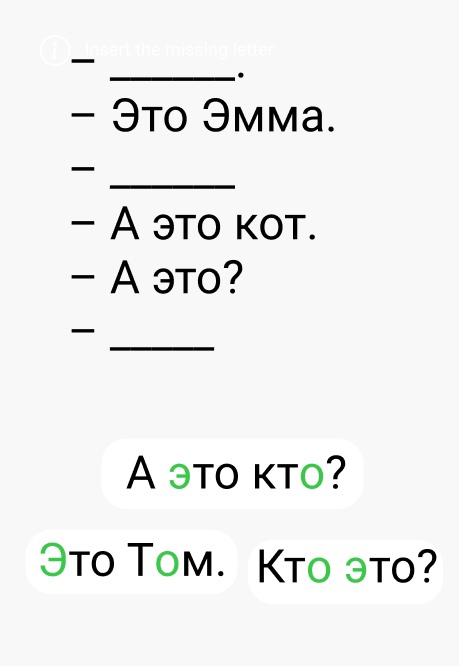 Insert the missing letter
– ______.
– Это Эмма.
– ______
– А это кот.
– А это?
– _____
А это кто?
Это Том. Кто это?